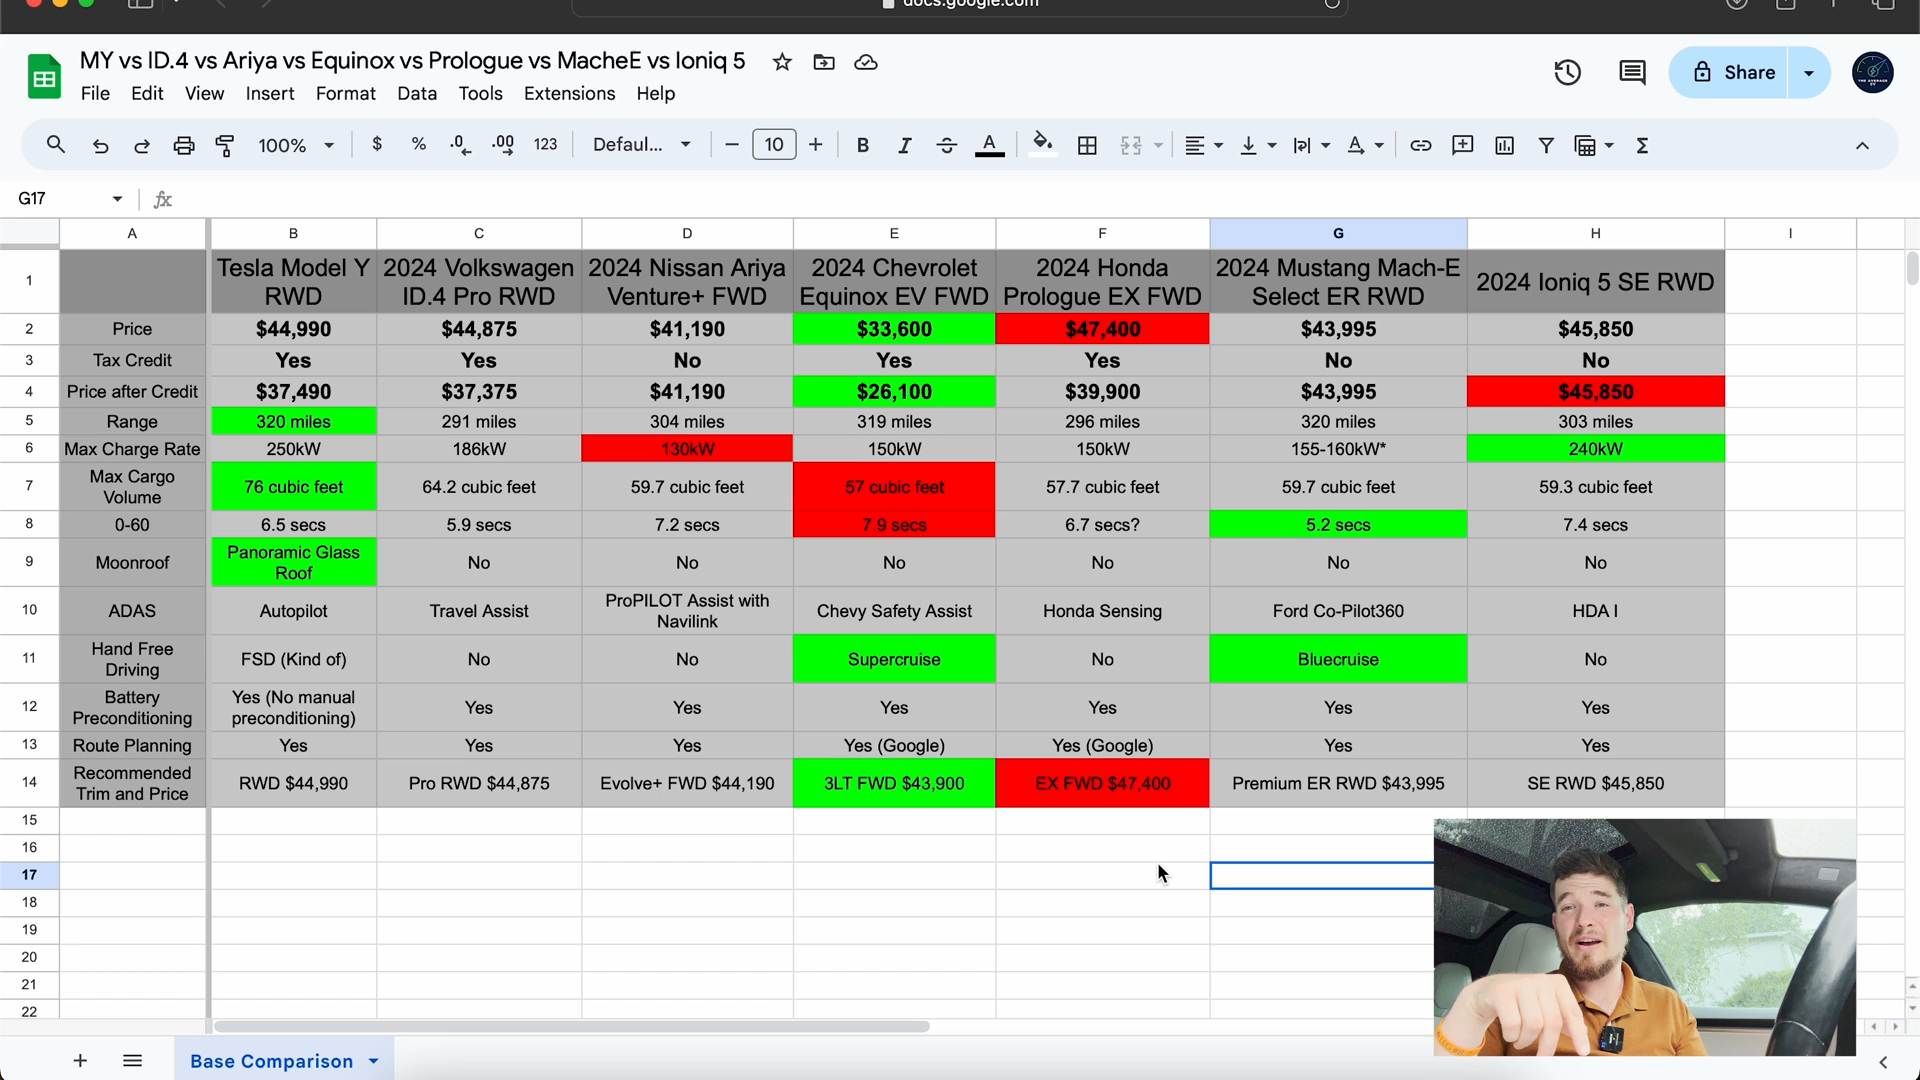 docs.google.com
MY vs ID.4 vs Ariya vs Equinox vs Prologue vs MacheE vs Ioniq 5
Share
File Edit View Insert Format Data Tools Extensions Help
100% $ % .0 .00 123 Defaul... 10 B I A
G17 fx
A B C D E F G H I
1 Tesla Model Y RWD 2024 Volkswagen ID.4 Pro RWD 2024 Nissan Ariya Venture+ FWD 2024 Chevrolet Equinox EV FWD 2024 Honda Prologue EX FWD 2024 Mustang Mach-E Select ER RWD 2024 Ioniq 5 SE RWD
2 Price $44,990 $44,875 $41,190 $33,600 $47,400 $43,995 $45,850
3 Tax Credit Yes Yes No Yes Yes No No
4 Price after Credit $37,490 $37,375 $41,190 $26,100 $39,900 $43,995 $45,850
5 Range 320 miles 291 miles 304 miles 319 miles 296 miles 320 miles 303 miles
6 Max Charge Rate 250kW 186kW 130kW 150kW 150kW 155-160kW* 240kW
7 Max Cargo Volume 76 cubic feet 64.2 cubic feet 59.7 cubic feet 57 cubic feet 57.7 cubic feet 59.7 cubic feet 59.3 cubic feet
8 0-60 6.5 secs 5.9 secs 7.2 secs 7.9 secs 6.7 secs? 5.2 secs 7.4 secs
9 Moonroof Panoramic Glass Roof No No No No No No
10 ADAS Autopilot Travel Assist ProPILOT Assist with Navilink Chevy Safety Assist Honda Sensing Ford Co-Pilot360 HDA I
11 Hand Free Driving FSD (Kind of) No No Supercruise No Bluecruise No
12 Battery Preconditioning Yes (No manual preconditioning) Yes Yes Yes Yes Yes Yes
13 Route Planning Yes Yes Yes Yes (Google) Yes (Google) Yes Yes
14 Recommended Trim and Price RWD $44,990 Pro RWD $44,875 Evolve+ FWD $44,190 3LT FWD $43,900 EX FWD $47,400 Premium ER RWD $43,995 SE RWD $45,850
15
16
17
18
19
20
21
22
Base Comparison